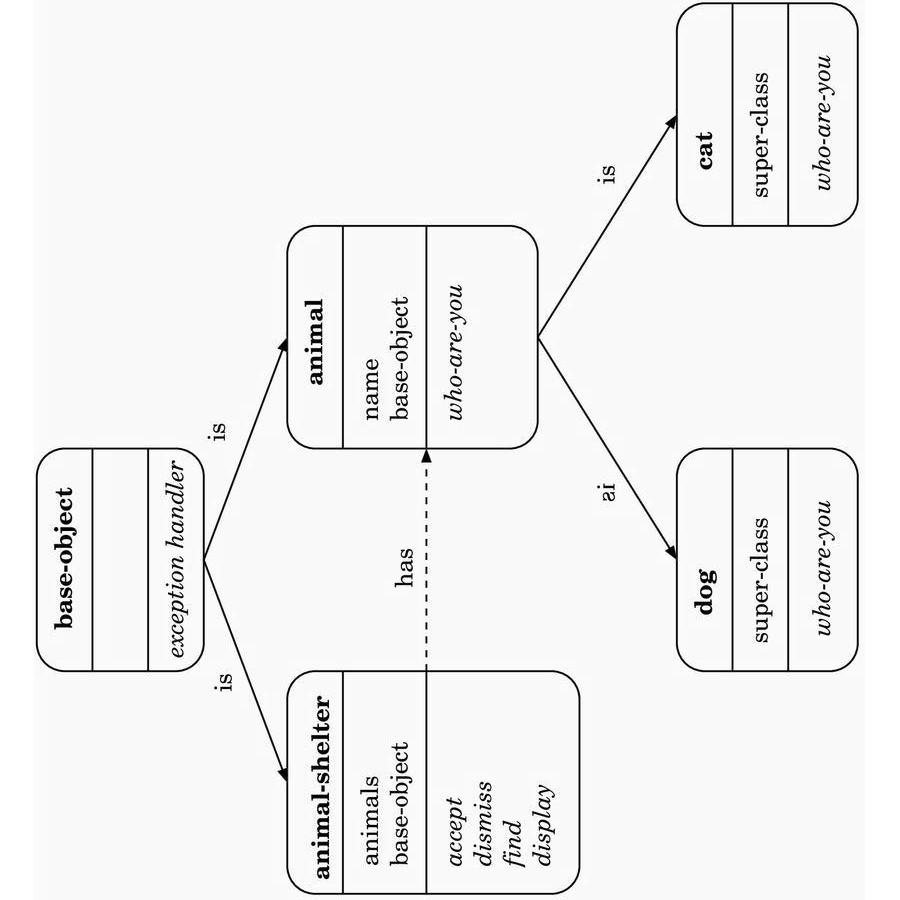 base-object
exception handler
is
is
animal-shelter
animals
base-object
accept
dismiss
find
display
has
animal
name
base-object
who-are-you
ai
is
dog
super-class
who-are-you
cat
super-class
who-are-you